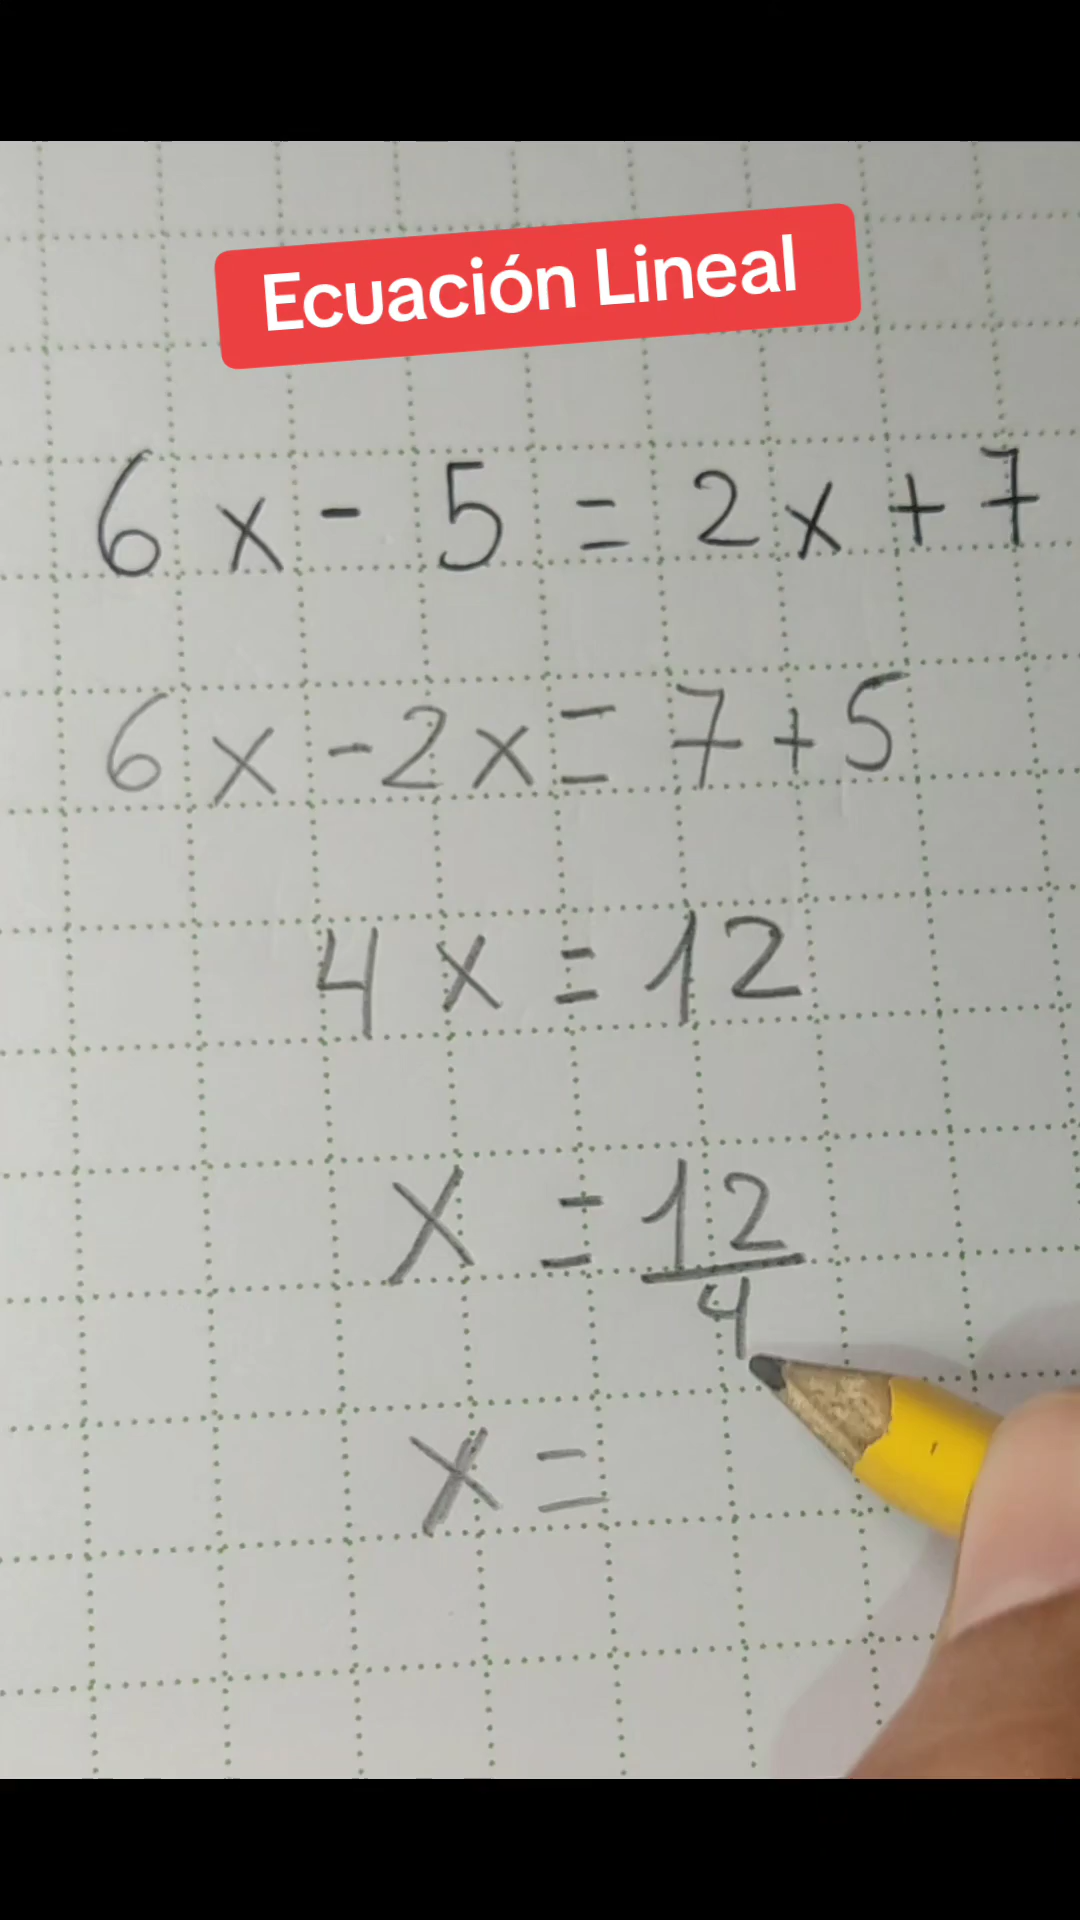 Ecuación Lineal
6x - 5 = 2x + 7
6x - 2x = 7 + 5
4x = 12
x = 12/4
x =